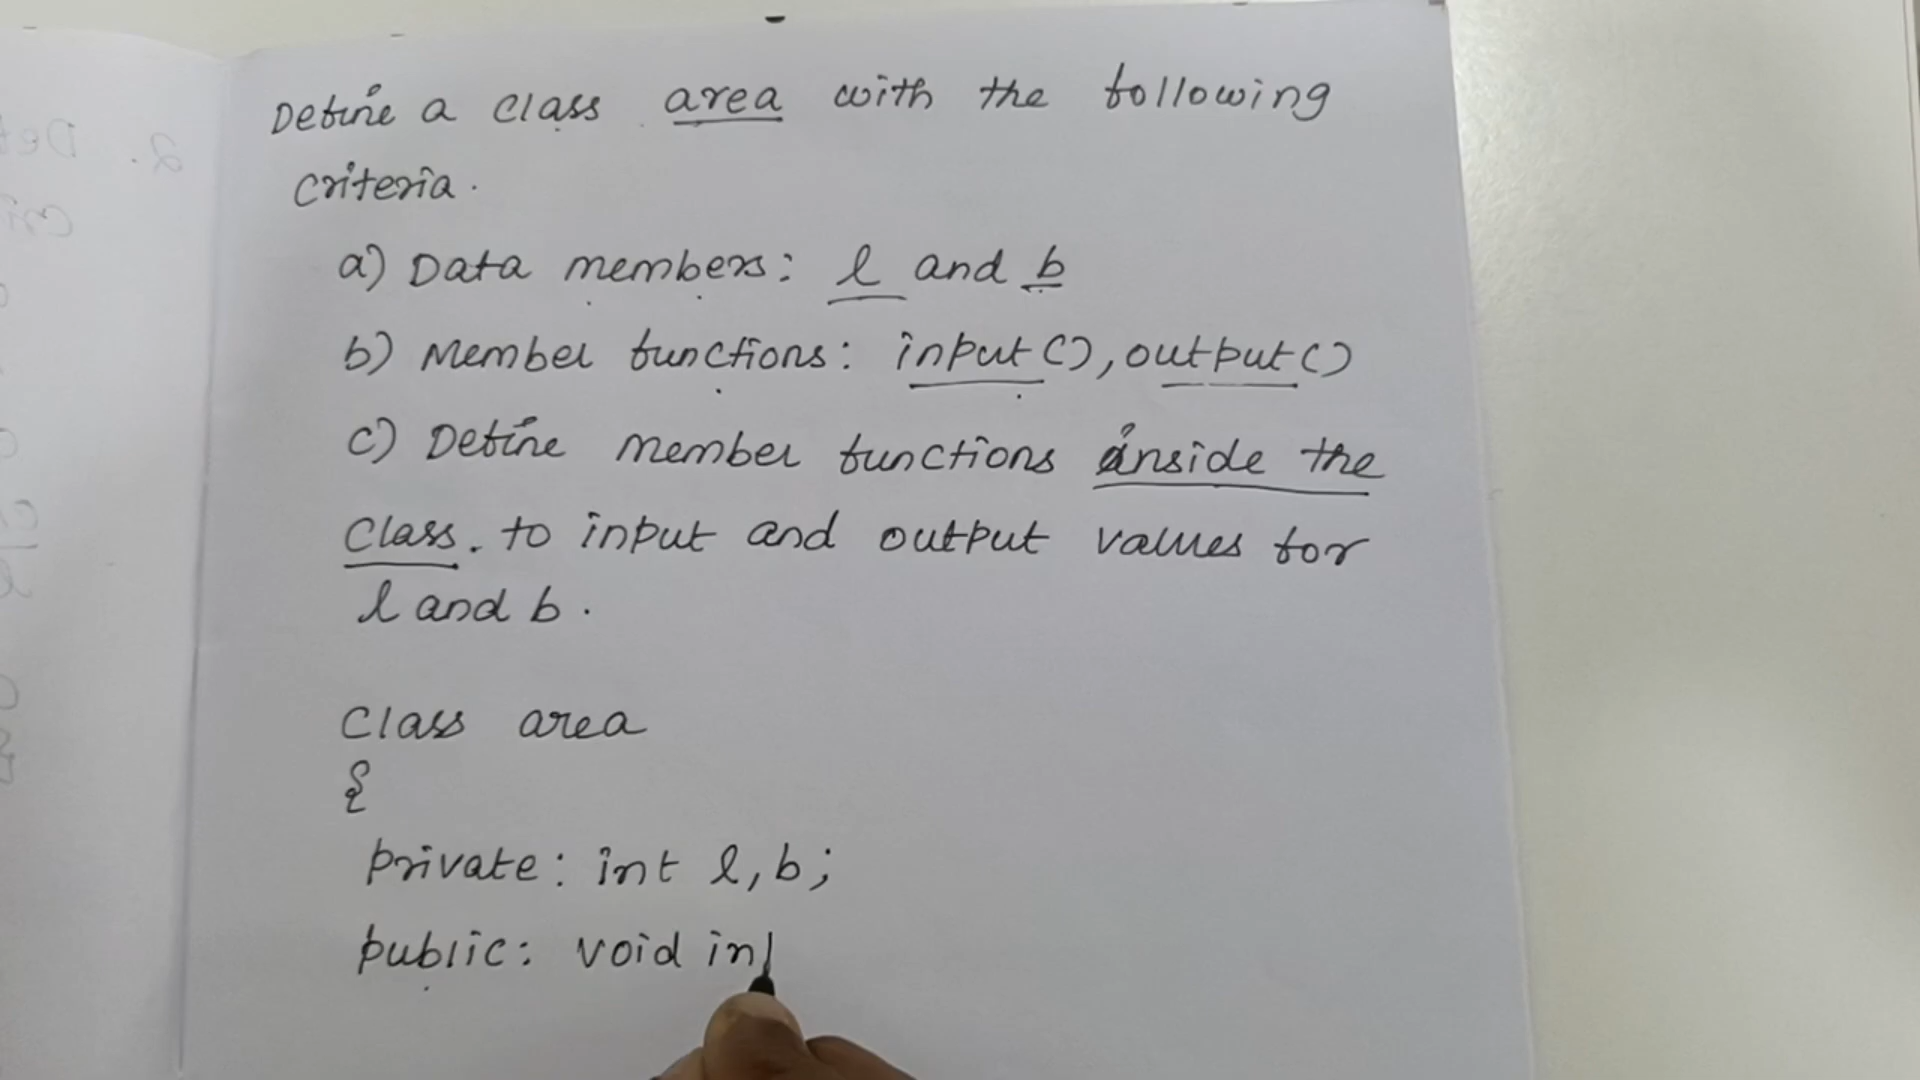 Define a class area with the following
criteria.
a) Data members: l and b
b) Member functions: input(), output()
c) Define member functions inside the
class. to input and output values for
l and b.
Class area
{
private: int l, b;
public: void inp